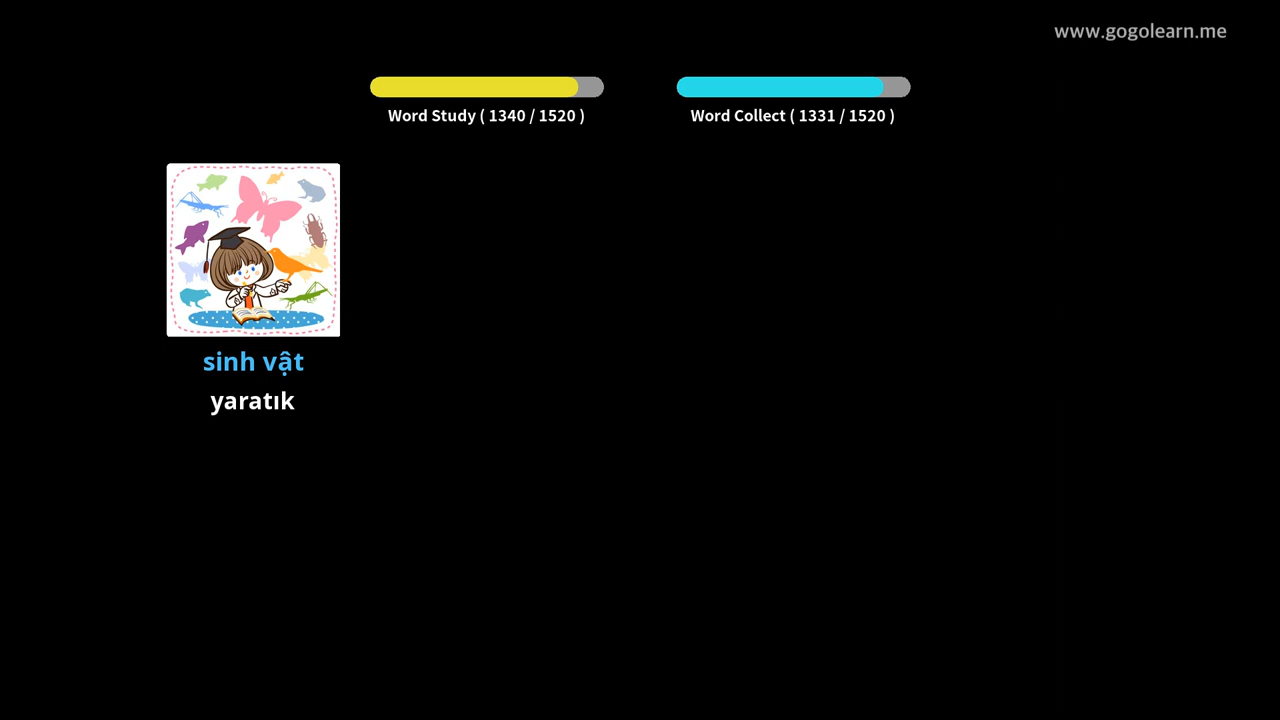 www.gogolearn.me
Word Study ( 1340 / 1520 )
Word Collect ( 1331 / 1520 )
sinh vật
yaratık